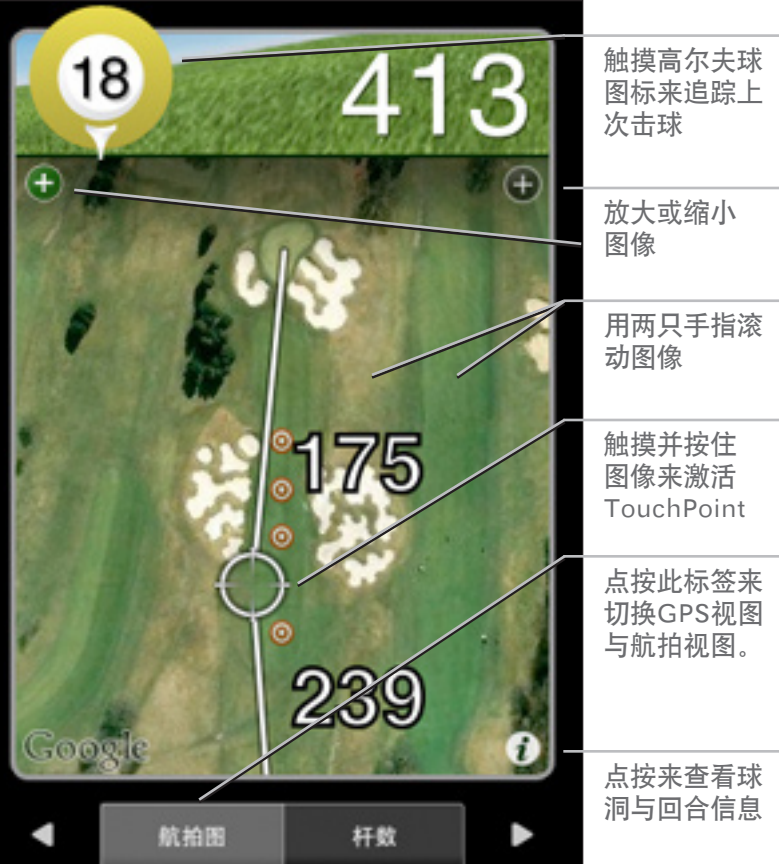 18
413
175
239
Google
i
航拍图
杆数
触摸高尔夫球
图标来追踪上
次击球
放大或缩小
图像
用两只手指滚
动图像
触摸并按住
图像来激活
TouchPoint
点按此标签来
切换GPS视图
与航拍视图。
点按来查看球
洞与回合信息